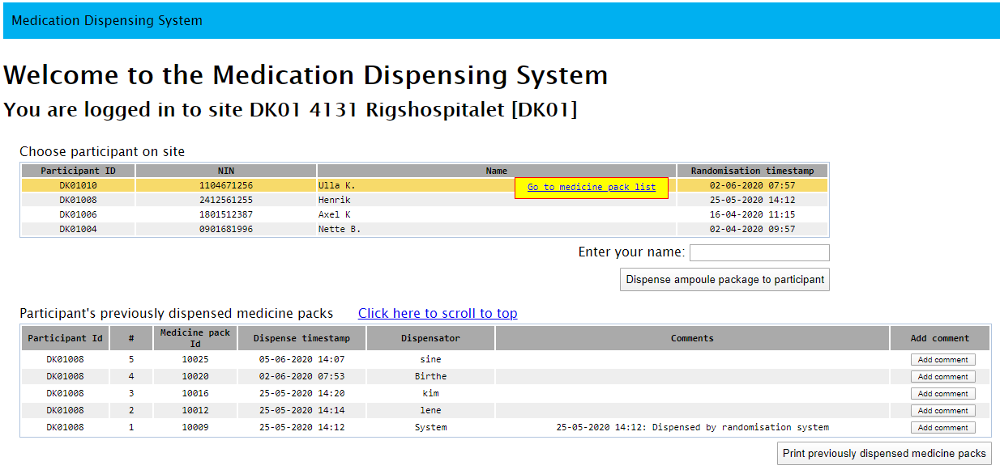 Medication Dispensing System
Welcome to the Medication Dispensing System
You are logged in to site DK01 4131 Rigshospitalet [DK01]
Choose participant on site
Participant ID NIN Name Randomisation timestamp
DK01010 1104671256 Ulla K. Go to medicine pack list 02-06-2020 07:57
DK01008 2412561255 Henrik 25-05-2020 14:12
DK01006 1801512387 Axel K 16-04-2020 11:15
DK01004 0901681996 Nette B. 02-04-2020 09:57
Enter your name:
Dispense ampoule package to participant
Participant's previously dispensed medicine packs Click here to scroll to top
Participant Id # Medicine pack Id Dispense timestamp Dispensator Comments Add comment
DK01008 5 10025 05-06-2020 14:07 sine Add comment
DK01008 4 10020 02-06-2020 07:53 Birthe Add comment
DK01008 3 10016 25-05-2020 14:20 kim Add comment
DK01008 2 10012 25-05-2020 14:14 lene Add comment
DK01008 1 10009 25-05-2020 14:12 System 25-05-2020 14:12: Dispensed by randomisation system Add comment
Print previously dispensed medicine packs